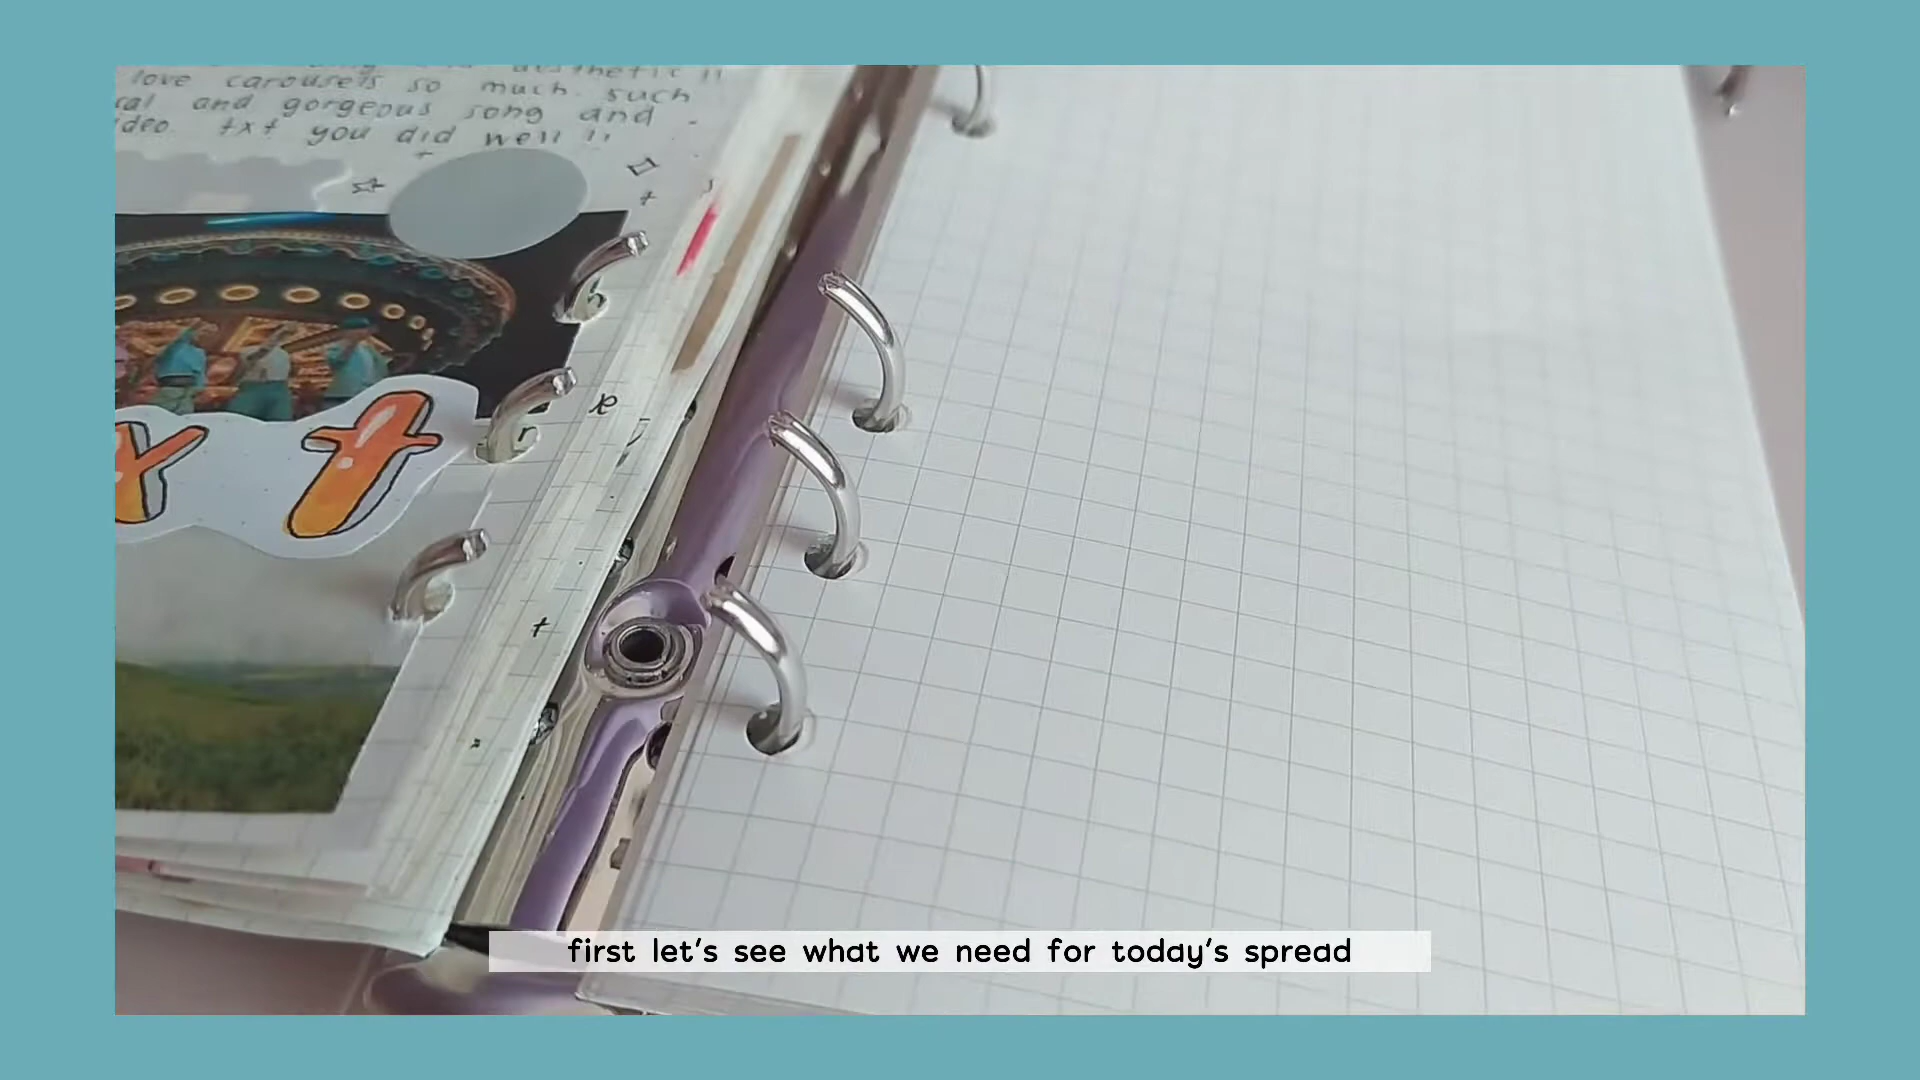 aesthetic !!
love carousels so much. such
and gorgeous song and
txt you did well !!
x t
first let's see what we need for today's spread